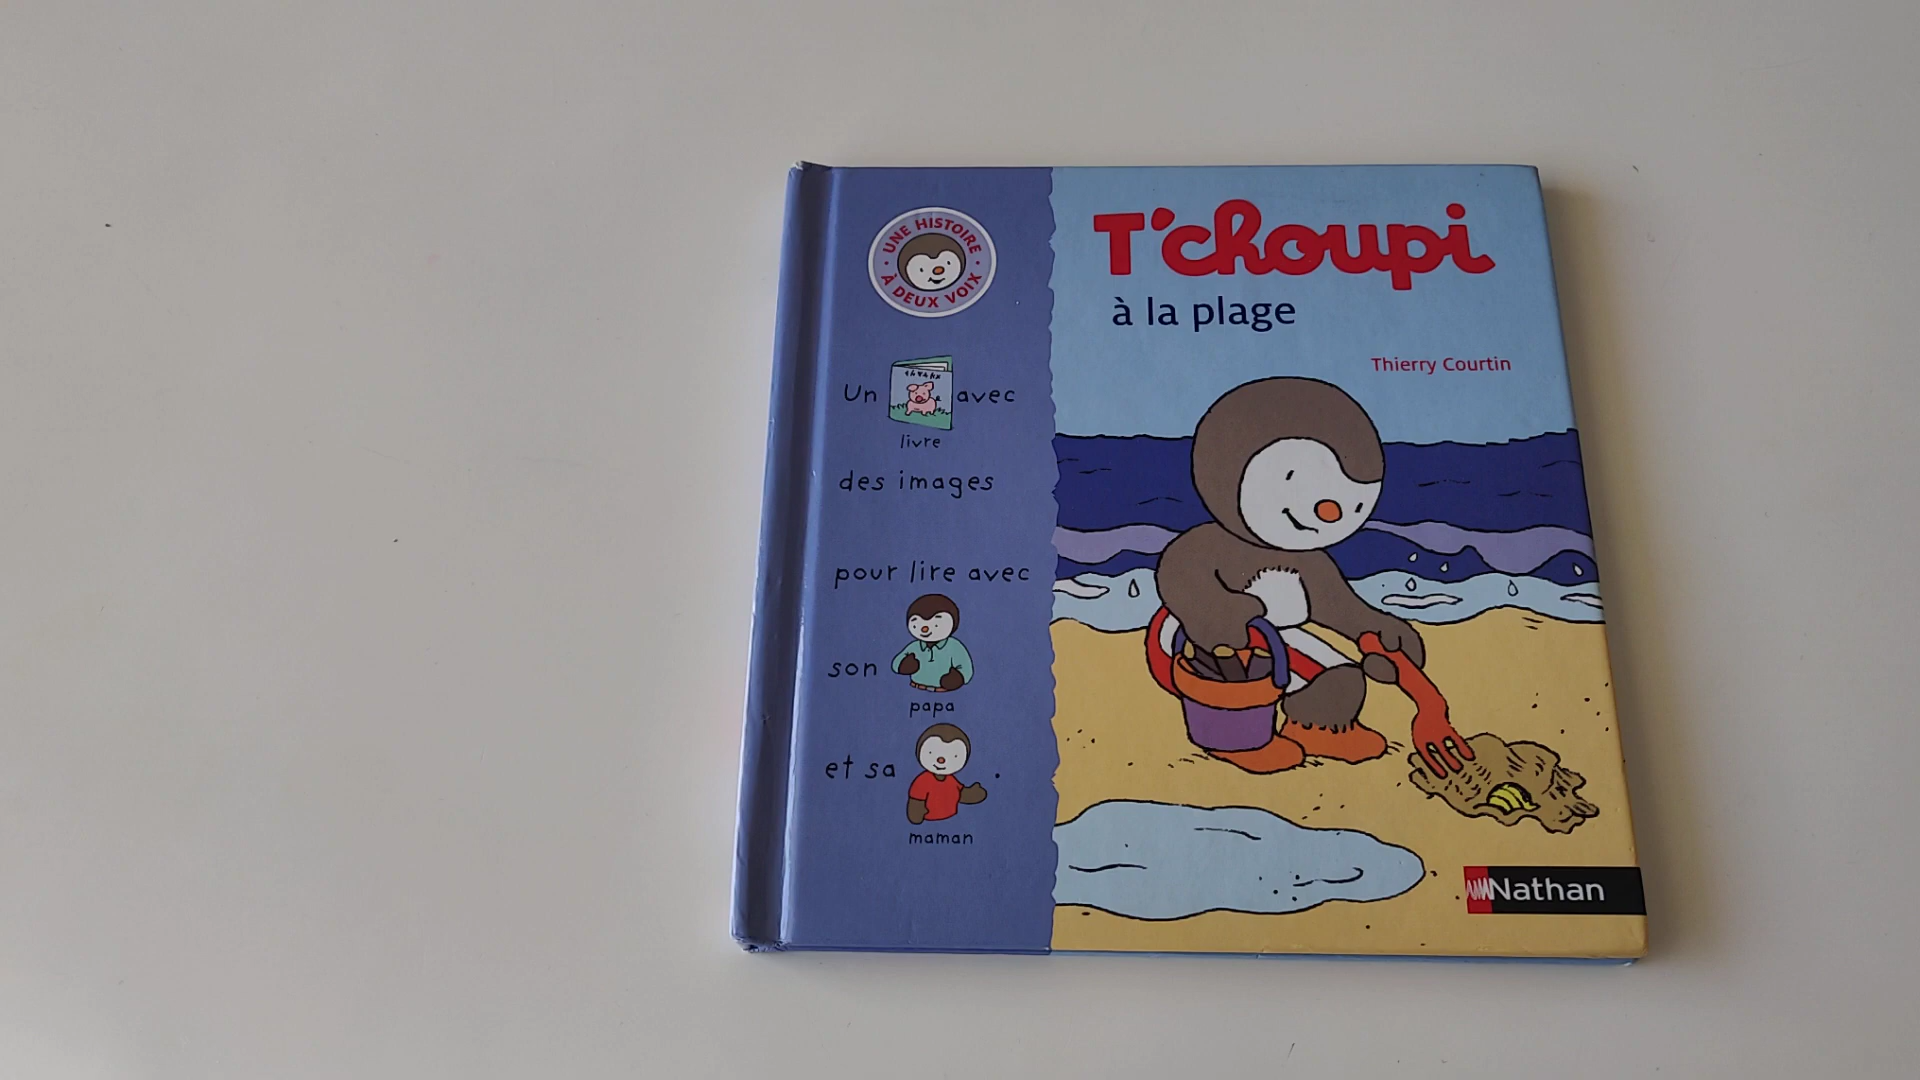 UNE HISTOIRE
À DEUX VOIX
Un avec
livre
des images
pour lire avec
son
papa
et sa .
maman
T'choupi
à la plage
Thierry Courtin
Nathan